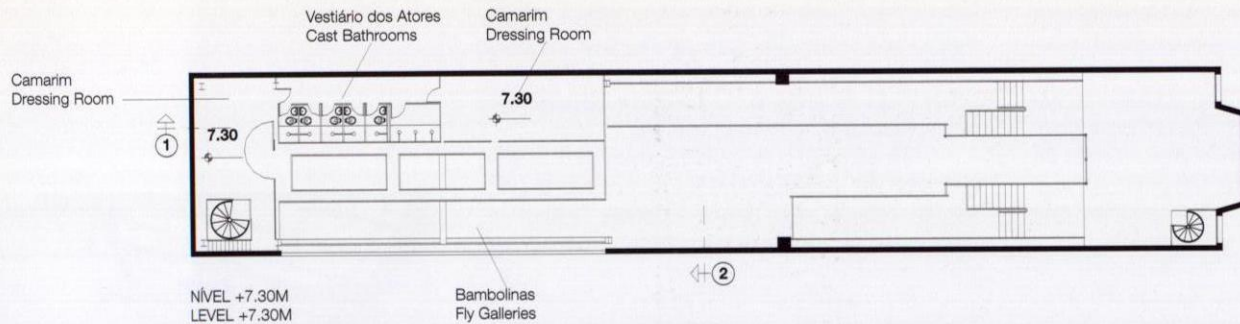 Vestiário dos Atores
Cast Bathrooms
Camarim
Dressing Room
Camarim
Dressing Room
7.30
7.30
1
2
NÍVEL +7.30M
LEVEL +7.30M
Bambolinas
Fly Galleries